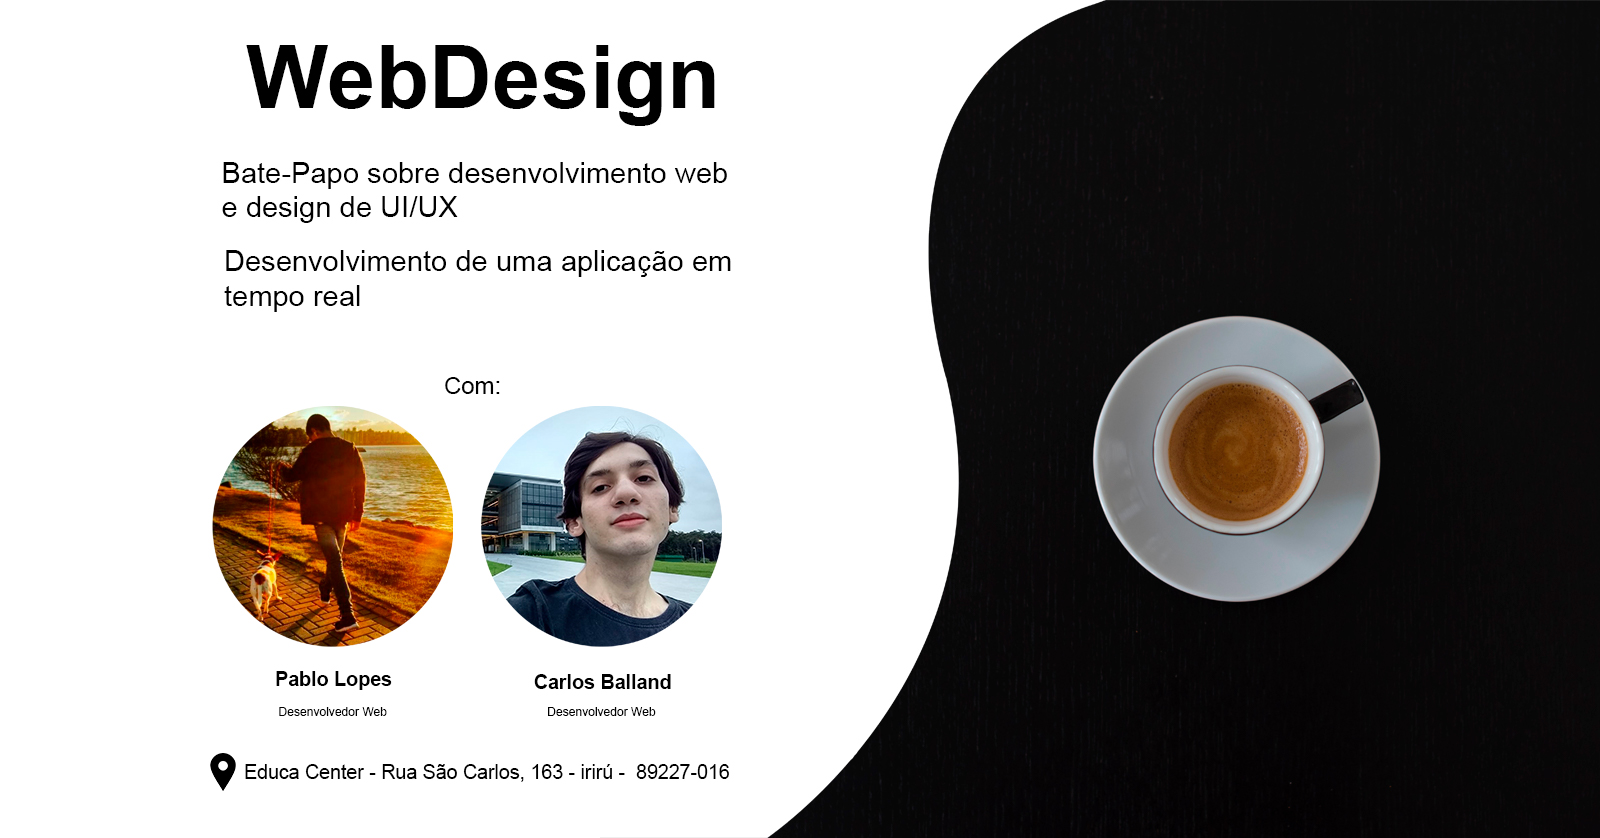 WebDesign
Bate-Papo sobre desenvolvimento web
e design de UI/UX
Desenvolvimento de uma aplicação em
tempo real
Com:
Pablo Lopes
Carlos Balland
Desenvolvedor Web
Desenvolvedor Web
Educa Center - Rua São Carlos, 163 - irirú - 89227-016